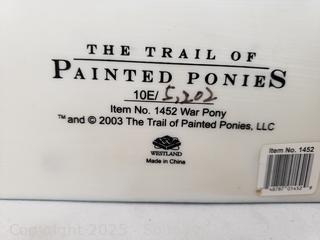 THE TRAIL OF
PAINTED PONIES
10E/5,202
Item No. 1452 War Pony
™ and © 2003 The Trail of Painted Ponies, LLC
WESTLAND
Made in China
Item No. 1452